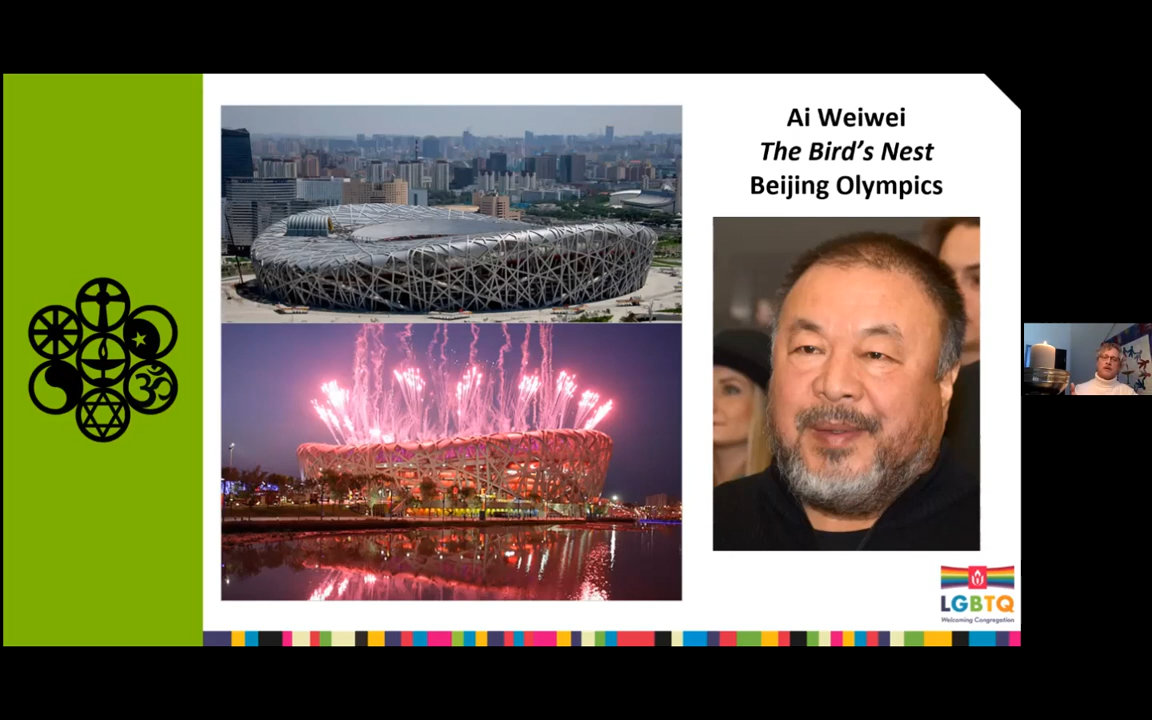 Ai Weiwei
The Bird’s Nest
Beijing Olympics
LGBTQ
Welcoming Congregation